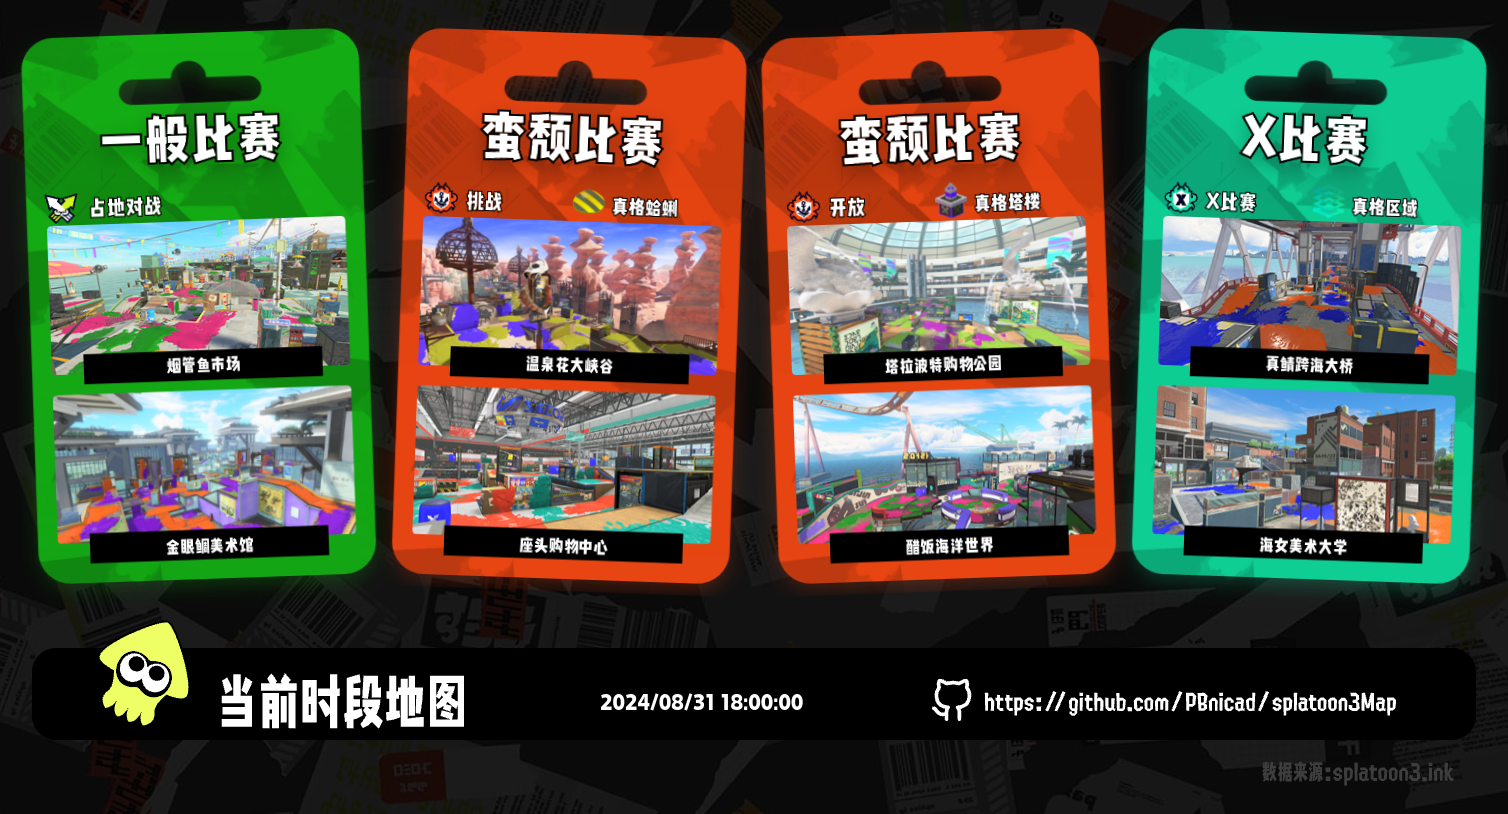 一般比赛
占地对战
烟管鱼市场
金眼鲷美术馆
蛮颓比赛
挑战
真格蛤蜊
温泉花大峡谷
座头购物中心
蛮颓比赛
开放
真格塔楼
塔拉波特购物公园
醋饭海洋世界
X比赛
X比赛
真格区域
真鲭跨海大桥
海女美术大学
当前时段地图
2024/08/31 18:00:00
https://github.com/PBnicad/splatoon3Map
数据来源:splatoon3.ink